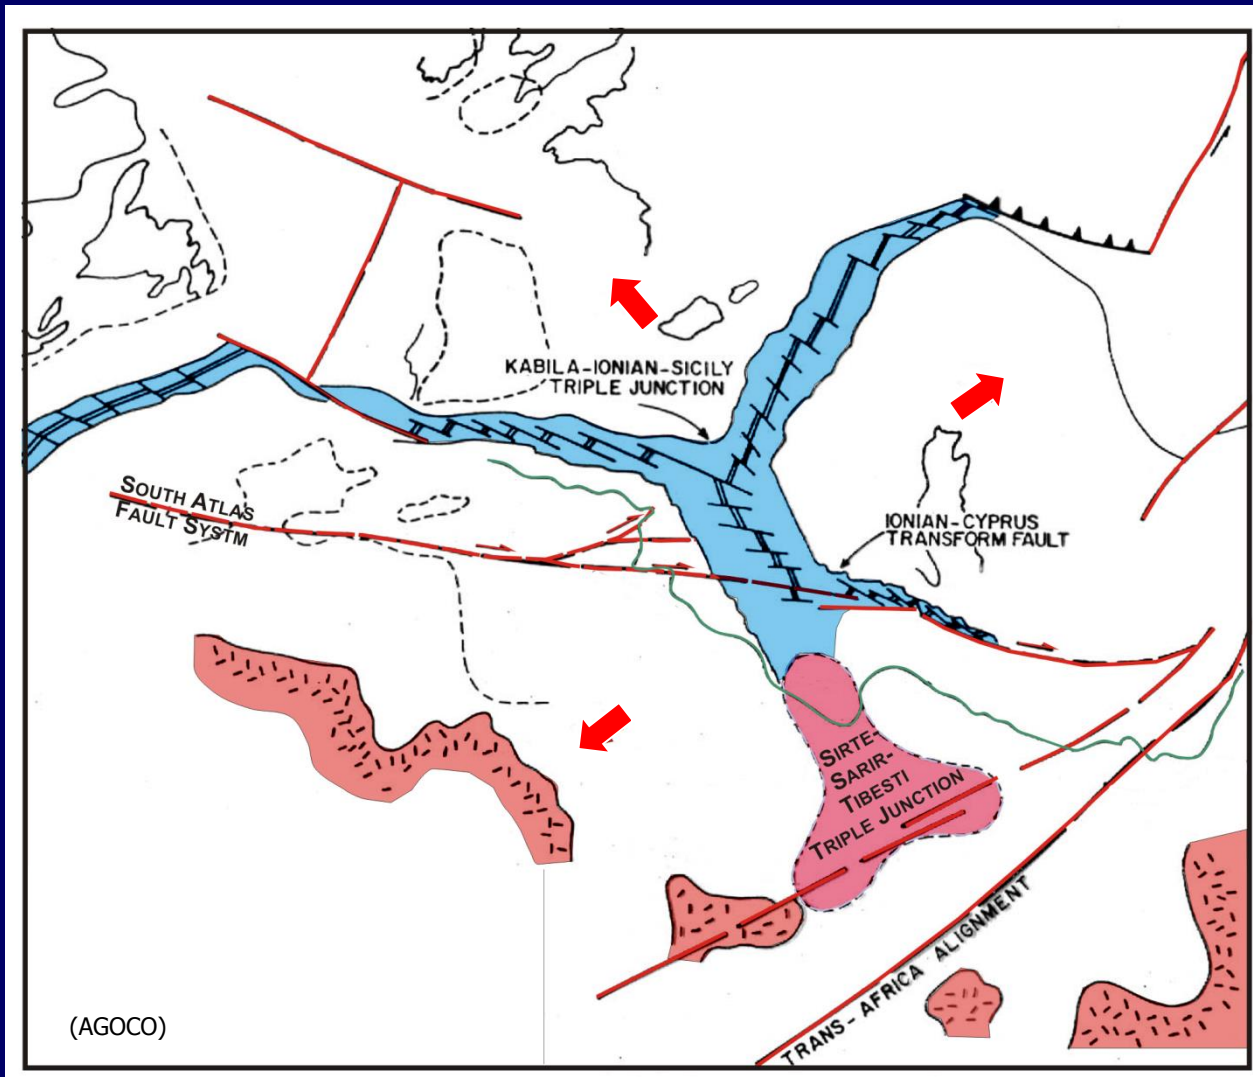 KABILA-IONIAN-SICILY
TRIPLE JUNCTION
SOUTH ATLAS
FAULT SYSTM
IONIAN-CYPRUS
TRANSFORM FAULT
SIRTE-
SARIR-
TIBESTI
TRIPLE JUNCTION
TRANS-AFRICA ALIGNMENT
(AGOCO)